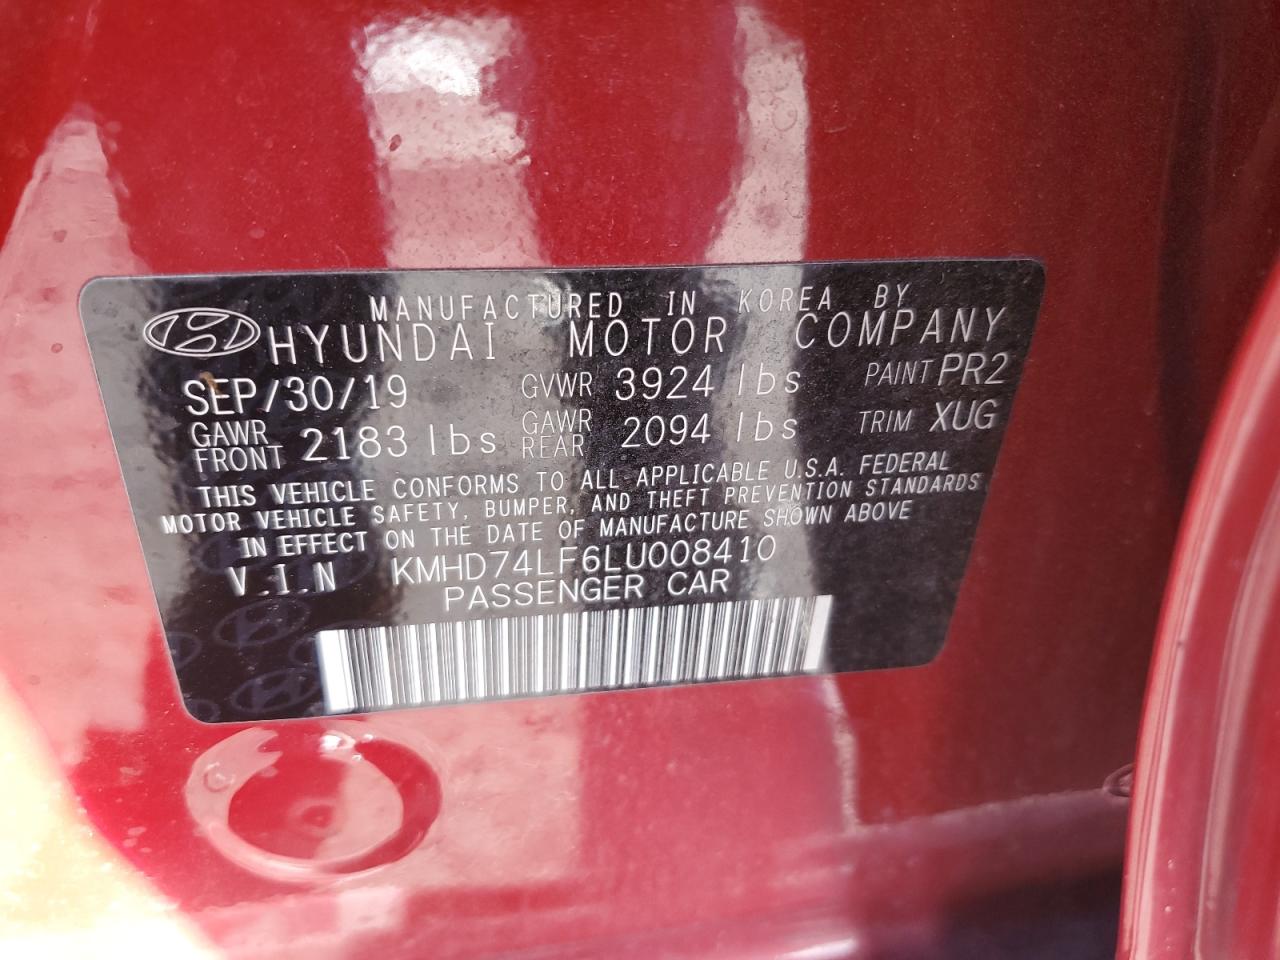 MANUFACTURED IN KOREA BY
HYUNDAI MOTOR COMPANY
SEP/30/19 GVWR 3924 lbs PAINT PR2
GAWR FRONT 2183 lbs GAWR REAR 2094 lbs TRIM XUG
THIS VEHICLE CONFORMS TO ALL APPLICABLE U.S.A. FEDERAL
MOTOR VEHICLE SAFETY, BUMPER, AND THEFT PREVENTION STANDARDS
IN EFFECT ON THE DATE OF MANUFACTURE SHOWN ABOVE
V.I.N KMHD74LF6LU008410
PASSENGER CAR